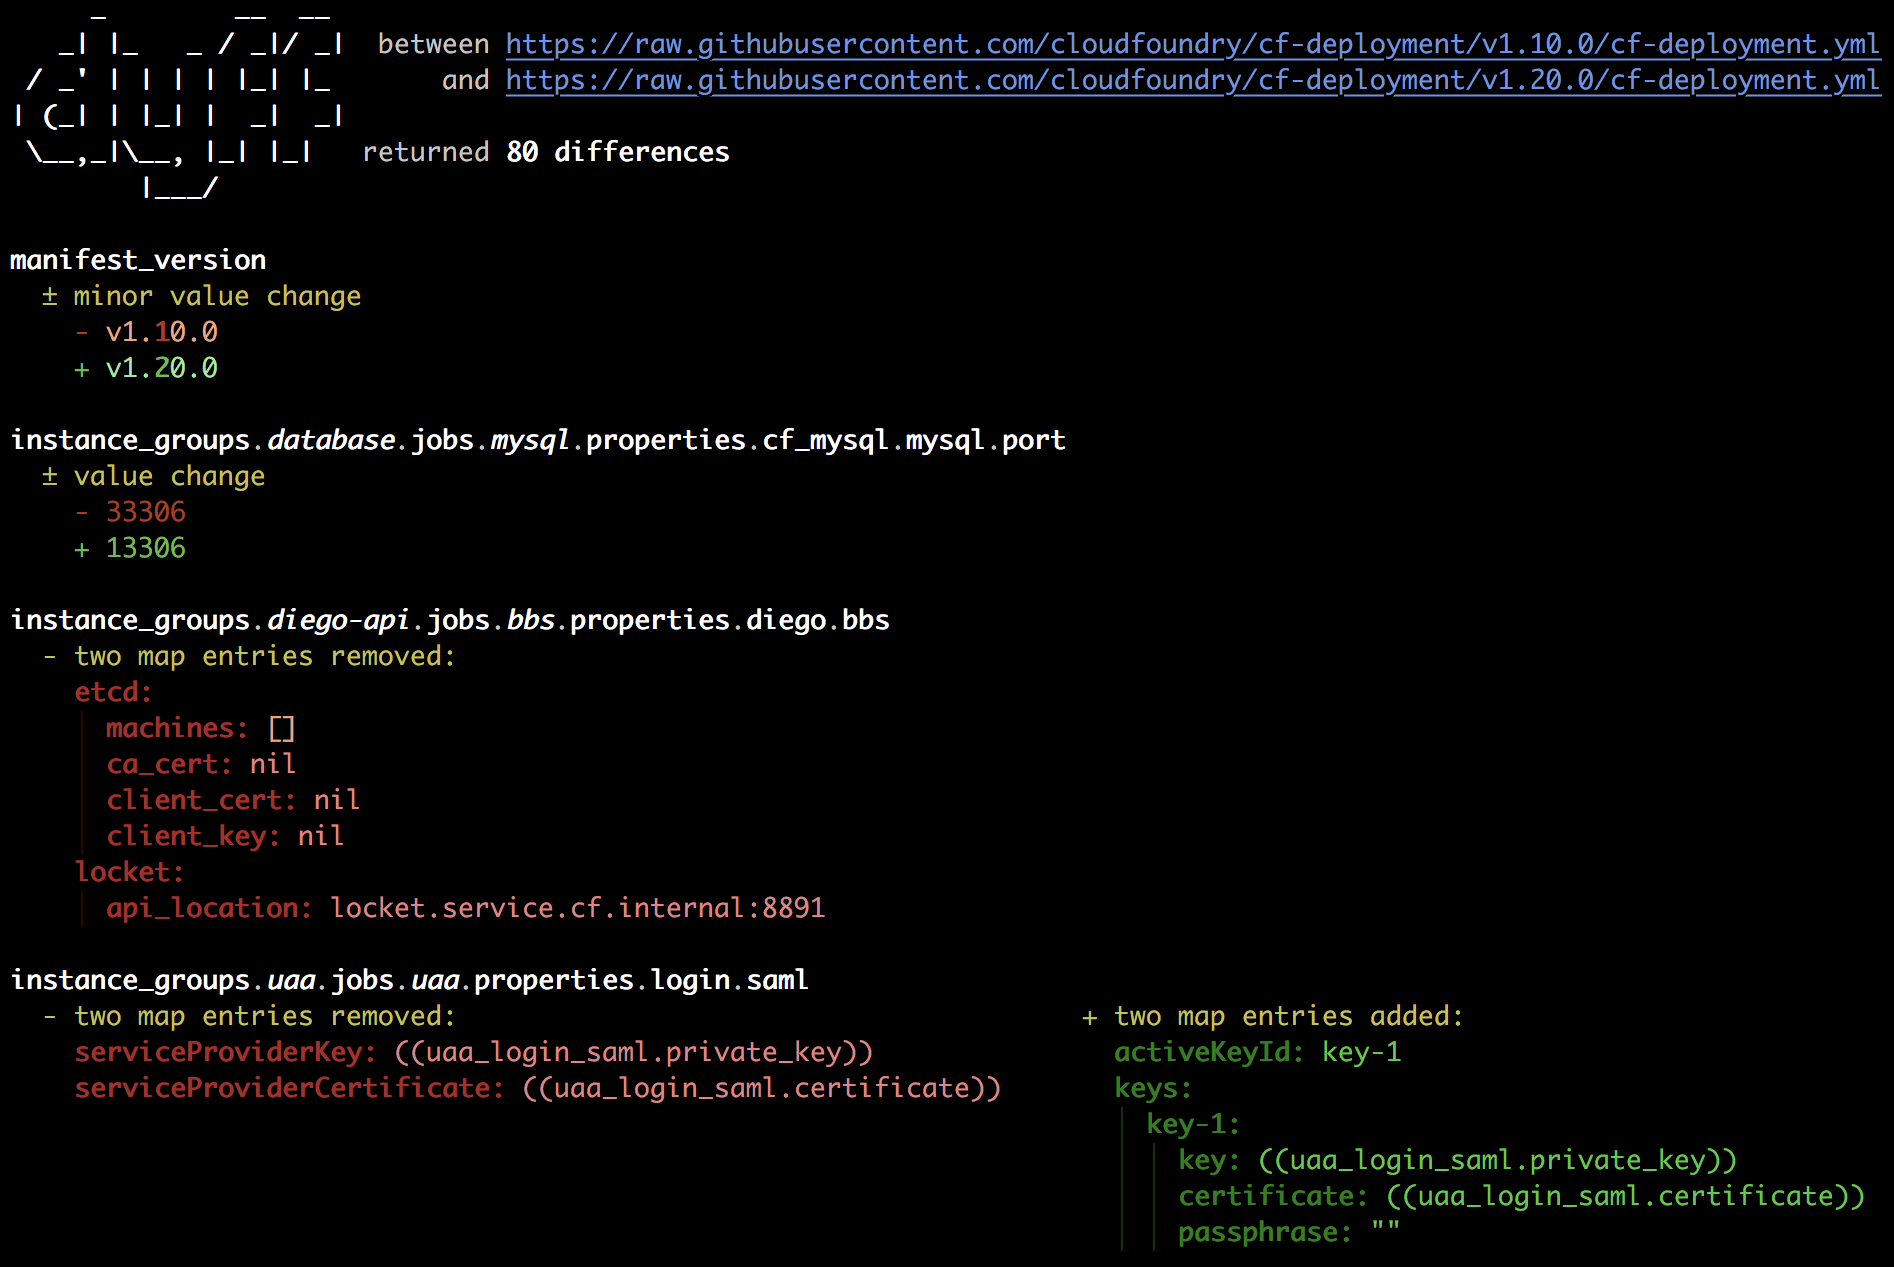 _        __  __
   _| |_   _ / _|/ _|  between https://raw.githubusercontent.com/cloudfoundry/cf-deployment/v1.10.0/cf-deployment.yml
 / _' | | | | |_| |_       and https://raw.githubusercontent.com/cloudfoundry/cf-deployment/v1.20.0/cf-deployment.yml
| (_| | |_| |  _|  _|
 \__,_|\__, |_| |_|   returned 80 differences
        |___/
manifest_version
  ± minor value change
    - v1.10.0
    + v1.20.0
instance_groups.database.jobs.mysql.properties.cf_mysql.mysql.port
  ± value change
    - 33306
    + 13306
instance_groups.diego-api.jobs.bbs.properties.diego.bbs
  - two map entries removed:
    etcd:
      machines: []
      ca_cert: nil
      client_cert: nil
      client_key: nil
    locket:
      api_location: locket.service.cf.internal:8891
instance_groups.uaa.jobs.uaa.properties.login.saml
  - two map entries removed:                                       + two map entries added:
    serviceProviderKey: ((uaa_login_saml.private_key))               activeKeyId: key-1
    serviceProviderCertificate: ((uaa_login_saml.certificate))       keys:
                                                                       key-1:
                                                                         key: ((uaa_login_saml.private_key))
                                                                         certificate: ((uaa_login_saml.certificate))
                                                                         passphrase: ""